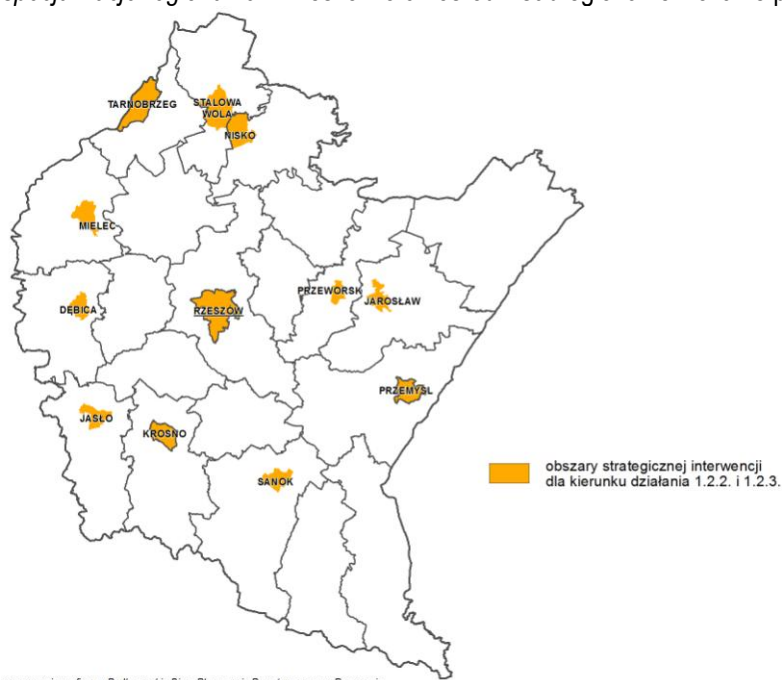 TARNOBRZEG
STALOWA
WOLA
NISKO
MIELEC
PRZEWORSK
JAROSŁAW
DĘBICA
RZESZÓW
PRZEMYŚL
JASŁO
KROSNO
SANOK
obszary strategicznej interwencji
dla kierunku działania 1.2.2. i 1.2.3.